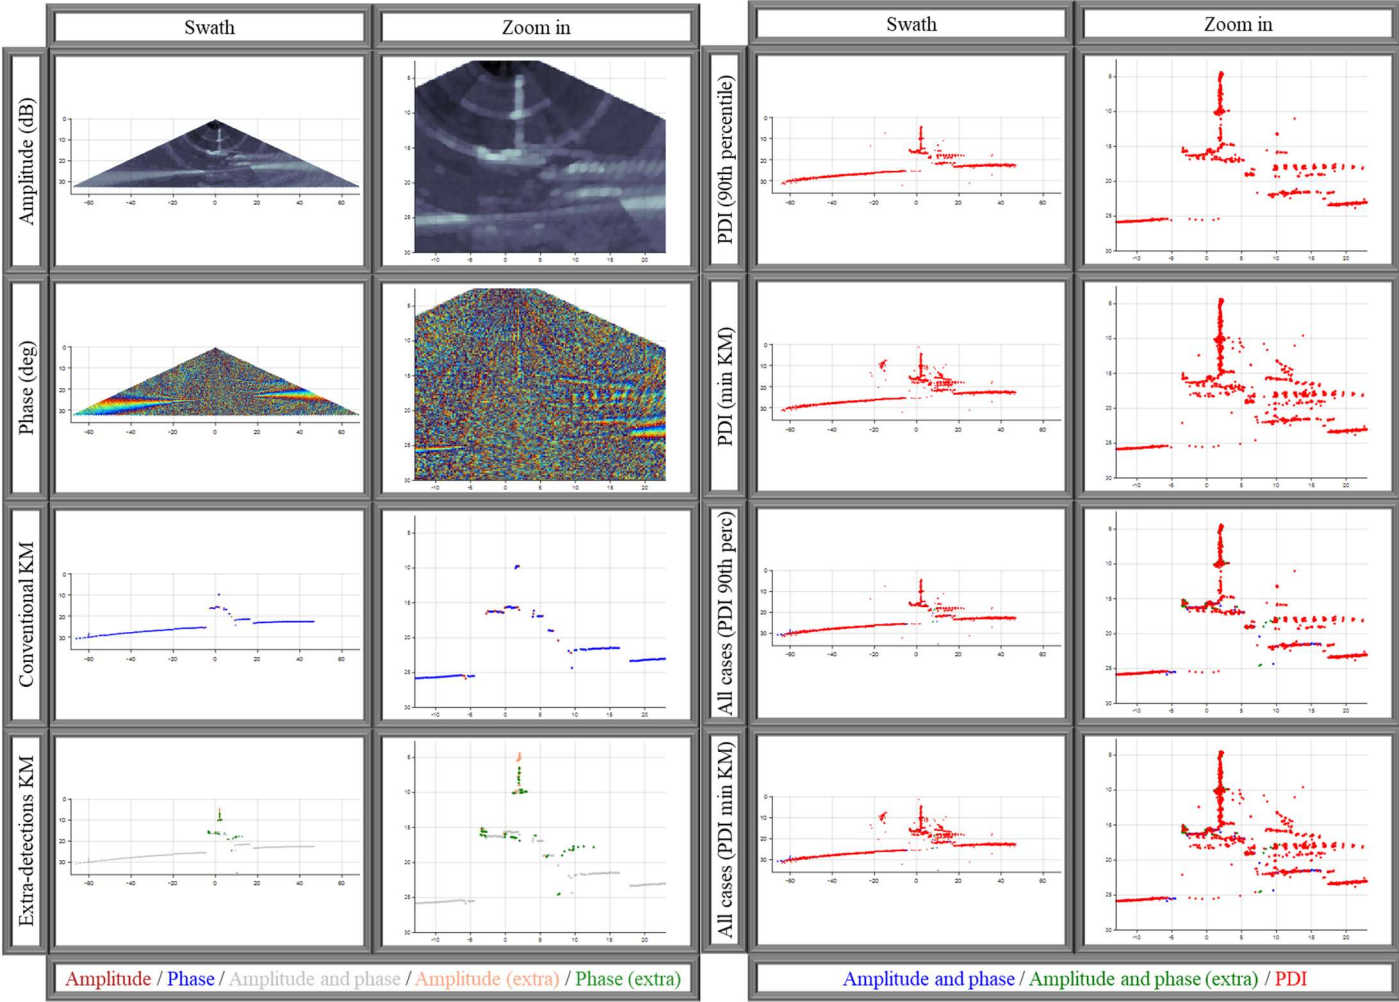 Swath
Zoom in
Swath
Zoom in
Amplitude (dB)
PDI (90th percentile)
Phase (deg)
PDI (min KM)
Conventional KM
All cases (PDI 90th perc)
Extra-detections KM
All cases (PDI min KM)
Amplitude / Phase / Amplitude and phase / Amplitude (extra) / Phase (extra)
Amplitude and phase / Amplitude and phase (extra) / PDI